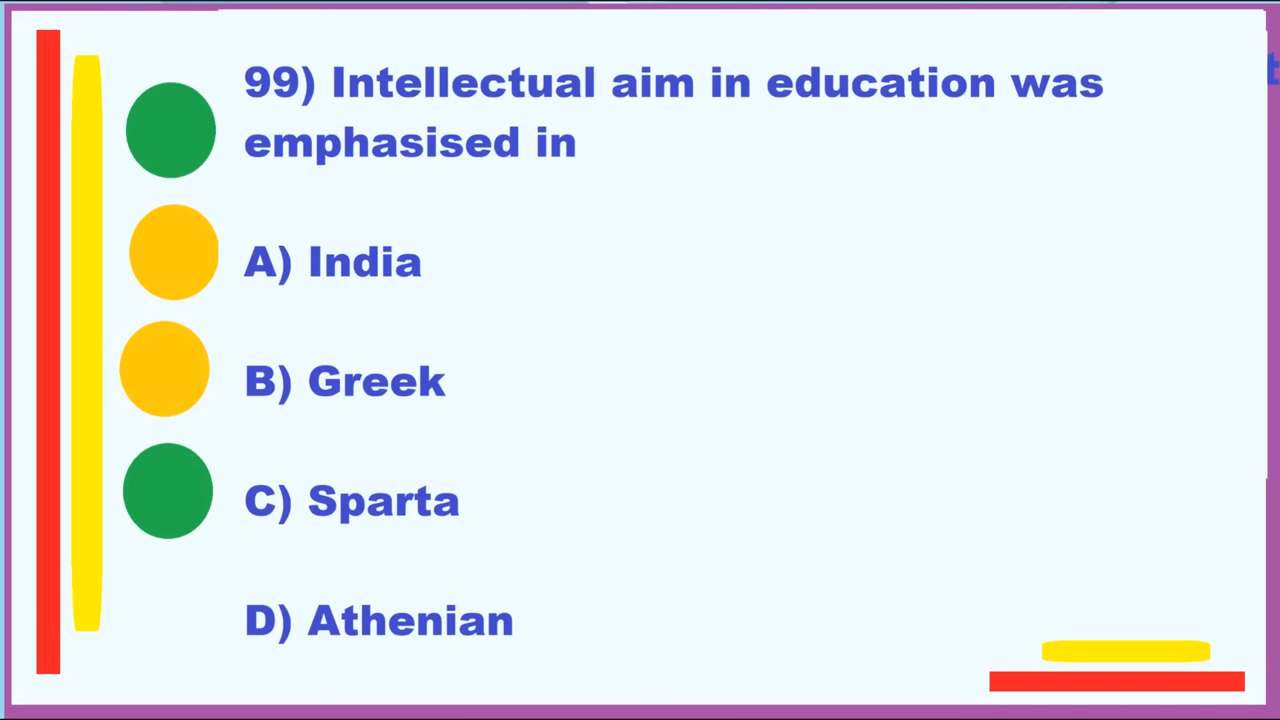 99) Intellectual aim in education was
emphasised in
A) India
B) Greek
C) Sparta
D) Athenian